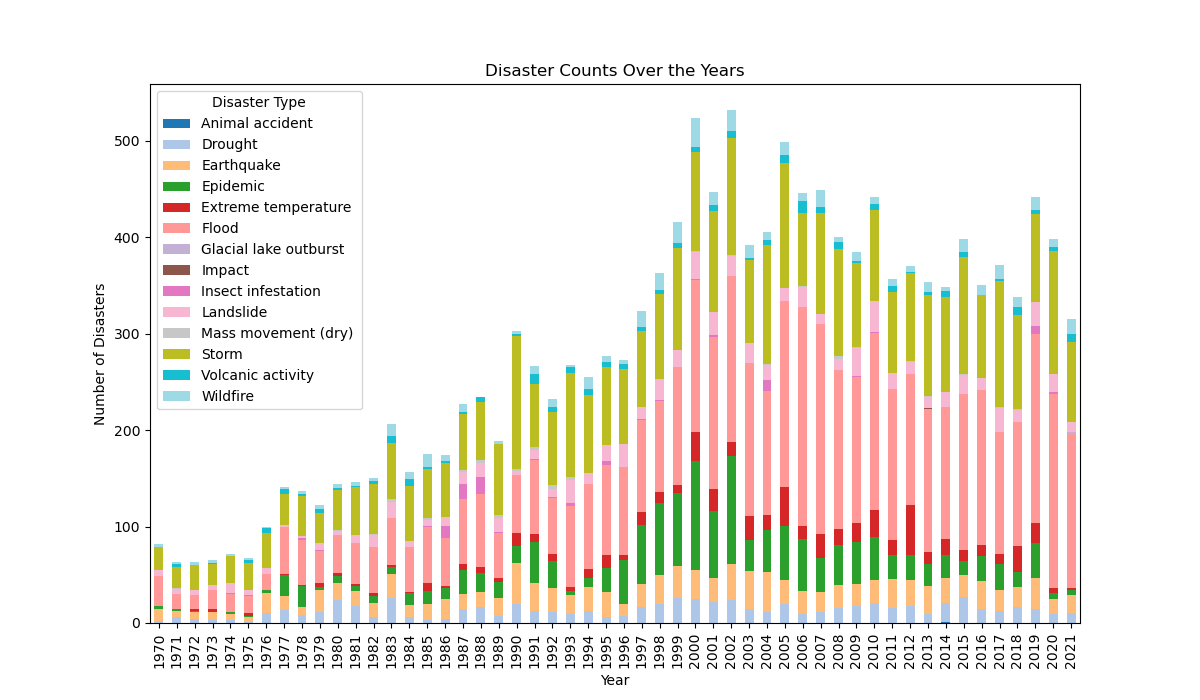 Disaster Counts Over the Years
Number of Disasters
500
400
300
200
100
0
Disaster Type
Animal accident
Drought
Earthquake
Epidemic
Extreme temperature
Flood
Glacial lake outburst
Impact
Insect infestation
Landslide
Mass movement (dry)
Storm
Volcanic activity
Wildfire
1970 1971 1972 1973 1974 1975 1976 1977 1978 1979 1980 1981 1982 1983 1984 1985 1986 1987 1988 1989 1990 1991 1992 1993 1994 1995 1996 1997 1998 1999 2000 2001 2002 2003 2004 2005 2006 2007 2008 2009 2010 2011 2012 2013 2014 2015 2016 2017 2018 2019 2020 2021
Year